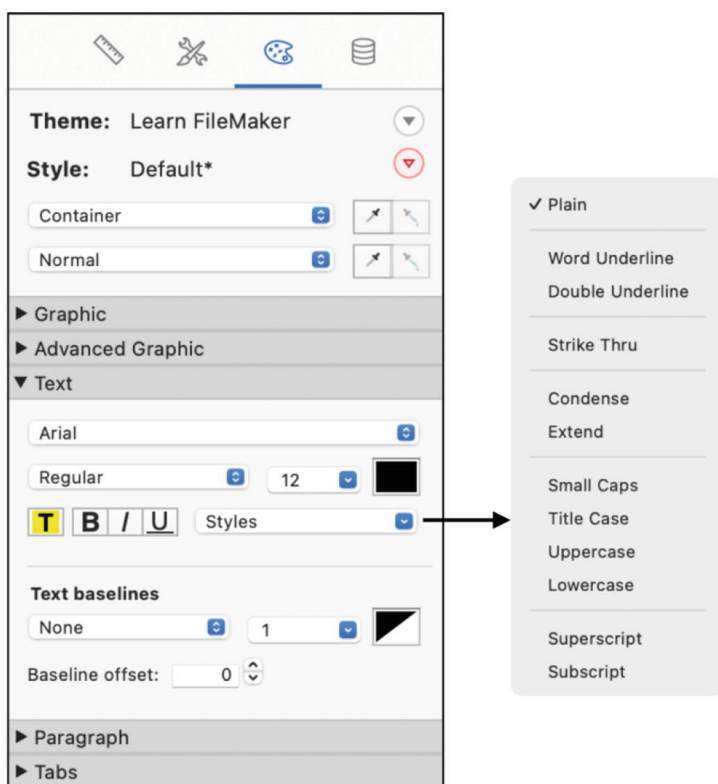 Theme: Learn FileMaker
Style: Default*
Container
Normal
Graphic
Advanced Graphic
Text
Arial
Regular 12
T B I U Styles
Text baselines
None 1
Baseline offset: 0
Paragraph
Tabs
✓ Plain
Word Underline
Double Underline
Strike Thru
Condense
Extend
Small Caps
Title Case
Uppercase
Lowercase
Superscript
Subscript